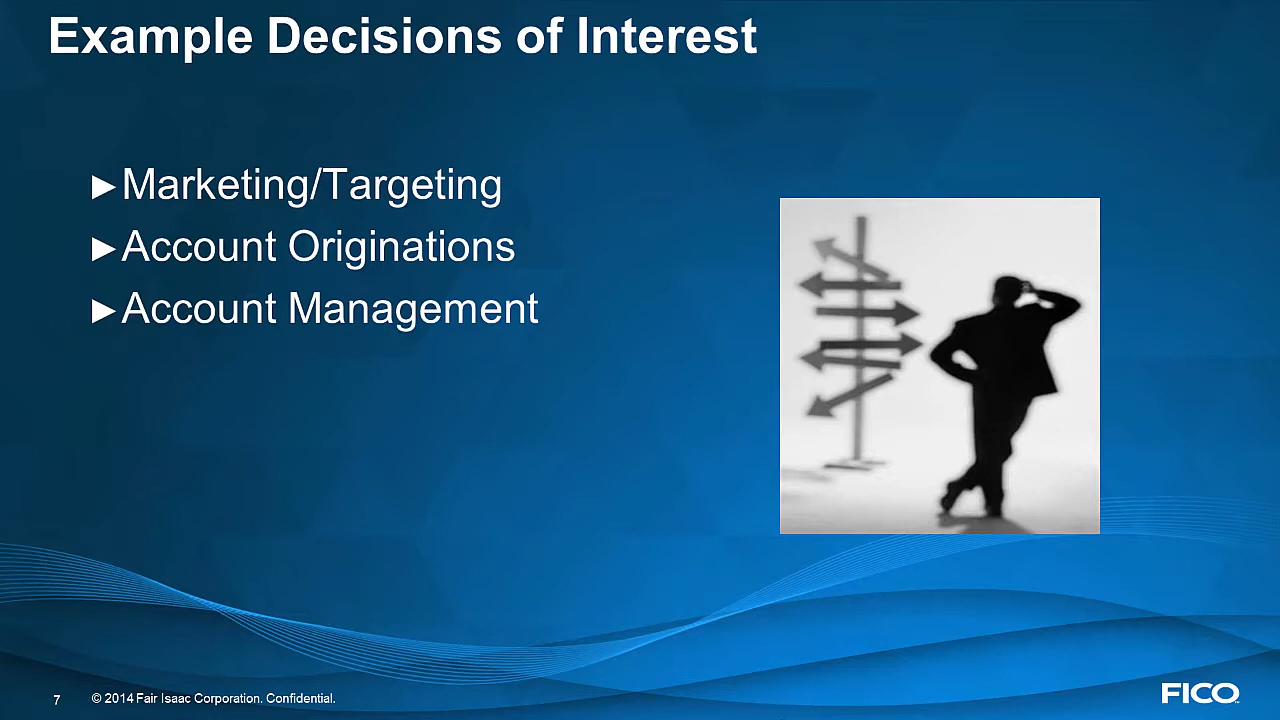 Example Decisions of Interest
►Marketing/Targeting
►Account Originations
►Account Management
7 © 2014 Fair Isaac Corporation. Confidential.
FICO